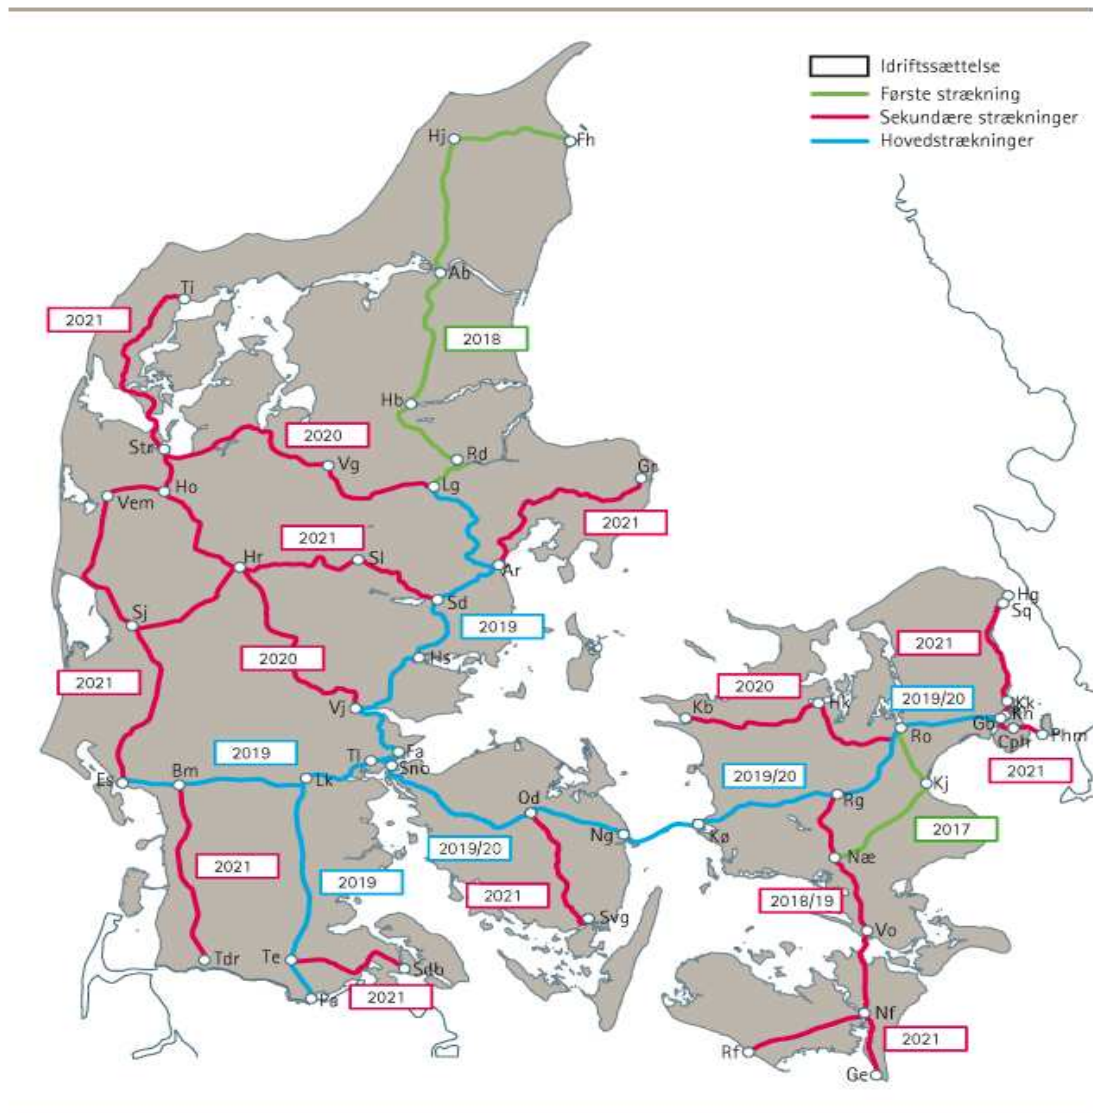 Idriftssættelse
Første strækning
Sekundære strækninger
Hovedstrækninger
Hj
Fh
Ab
Ti
2021
2018
Hb
2020
Str
Vg
Rd
Lg
Gr
Vem
Ho
2021
2021
Hr
Sl
Ar
Sd
Sj
2019
Hg
Sq
2021
2020
Hs
2021
2020
2019/20
Vj
Kb
Hk
Kk
Kh
Gb
Ro
Cph
Phm
2019
Ti
Fa
Sno
Es
Bm
Lk
2019/20
2021
Rg
Kj
Od
Ng
Kø
2017
2019/20
Næ
2021
2019
2021
2018/19
Svg
Vo
Tdr
Te
Sdb
Pa
2021
Nf
2021
Rf
Ge